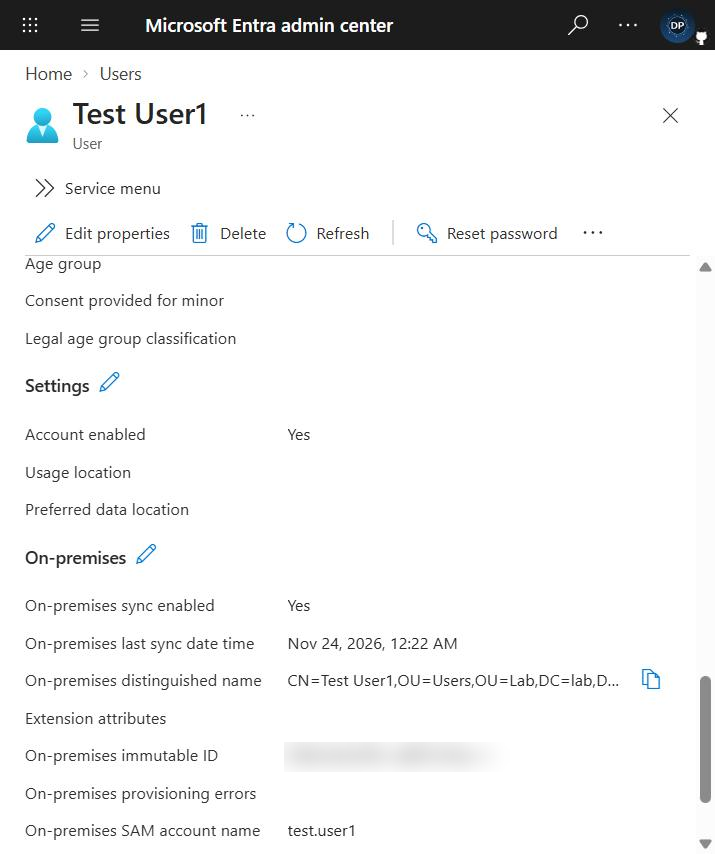 Microsoft Entra admin center
DP
Home > Users
Test User1 ...
User
Service menu
Edit properties Delete Refresh Reset password ...
Age group
Consent provided for minor
Legal age group classification
Settings
Account enabled Yes
Usage location
Preferred data location
On-premises
On-premises sync enabled Yes
On-premises last sync date time Nov 24, 2026, 12:22 AM
On-premises distinguished name CN=Test User1,OU=Users,OU=Lab,DC=lab,D...
Extension attributes
On-premises immutable ID
On-premises provisioning errors
On-premises SAM account name test.user1